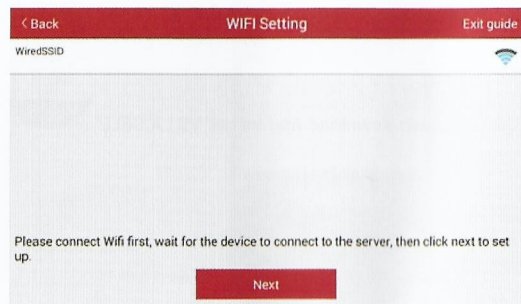 < Back
WIFI Setting
Exit guide
WiredSSID
Please connect Wifi first, wait for the device to connect to the server, then click next to set
up.
Next